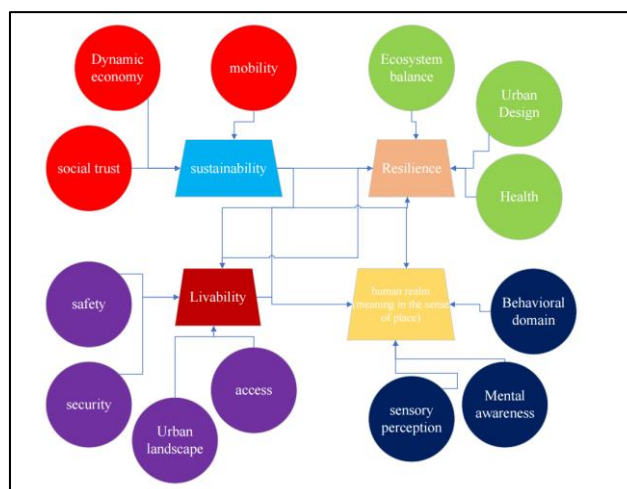 Dynamic
economy
mobility
Ecosystem
balance
Urban
Design
social trust
sustainability
Resilience
Health
safety
Livability
human realm
(meaning in the sense
of place)
Behavioral
domain
security
access
Urban
landscape
sensory
perception
Mental
awareness